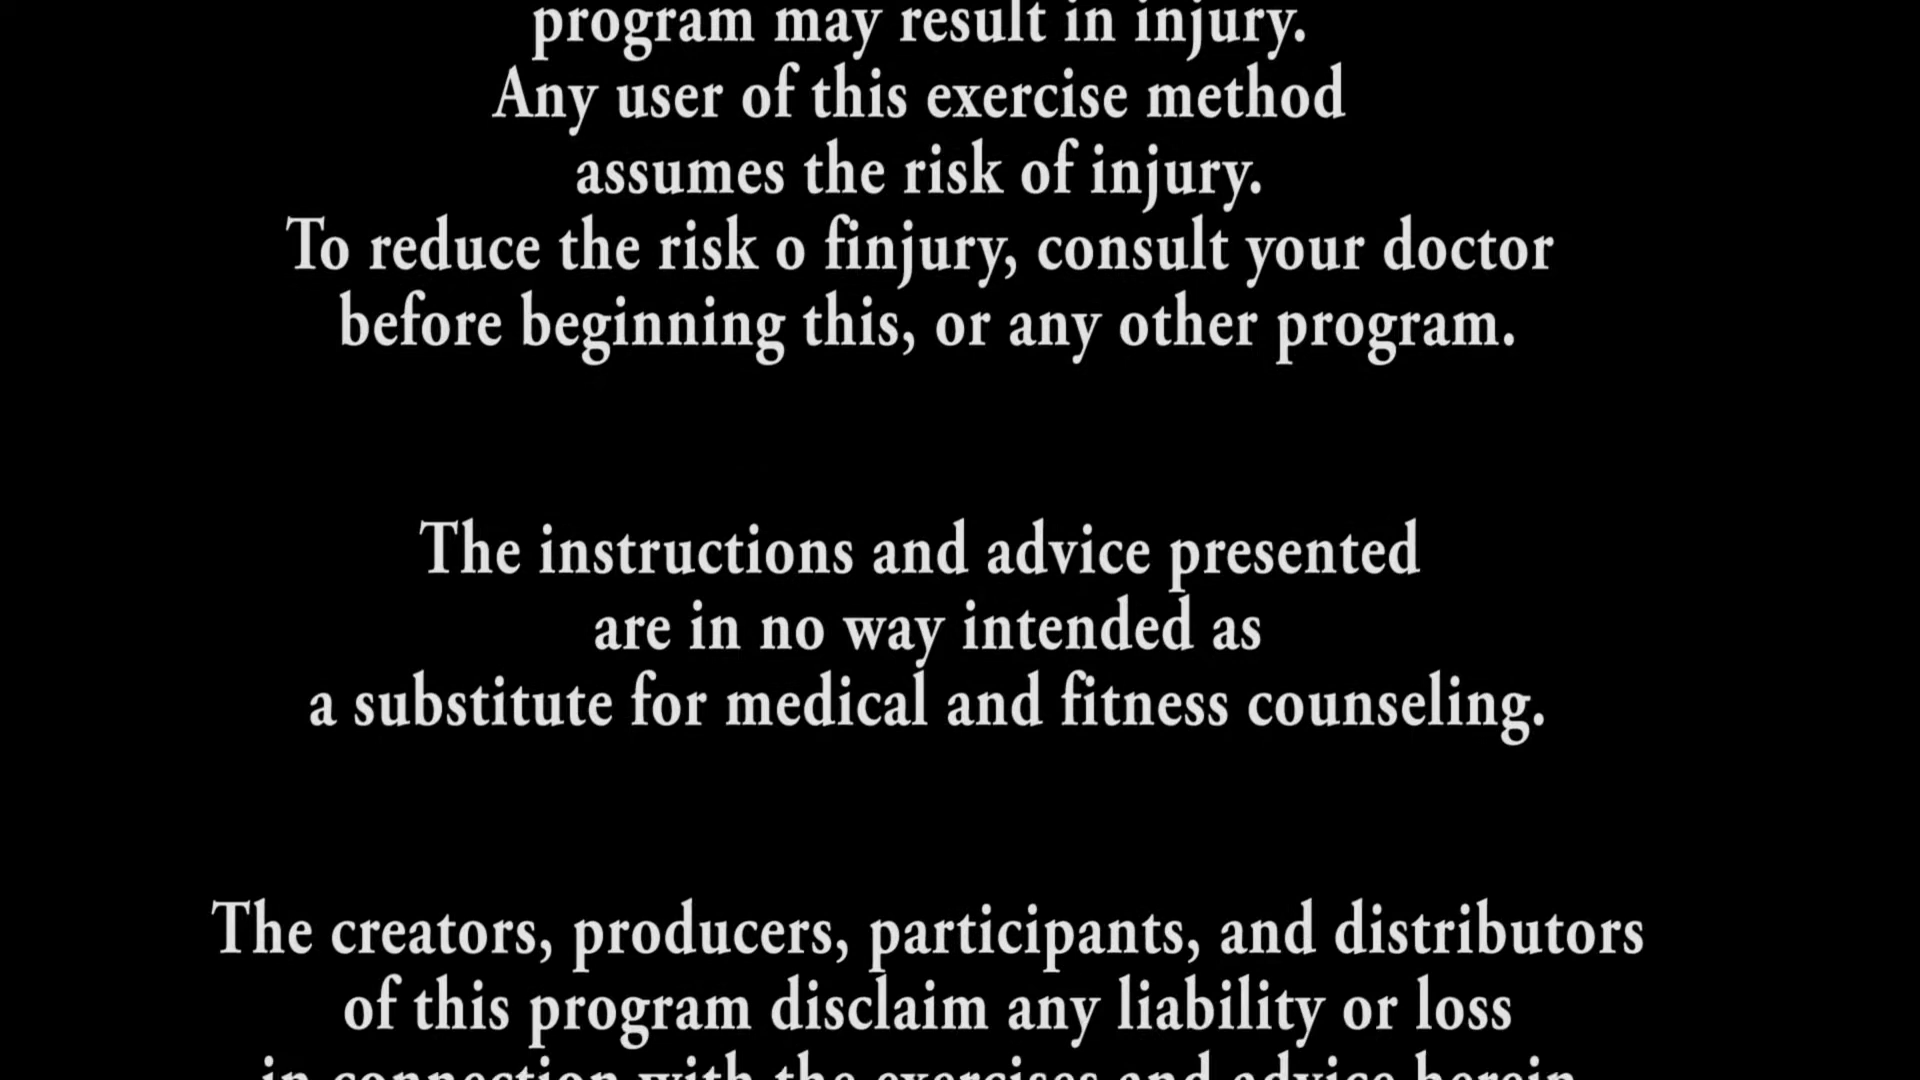 program may result in injury.
Any user of this exercise method
assumes the risk of injury.
To reduce the risk o finjury, consult your doctor
before beginning this, or any other program.
The instructions and advice presented
are in no way intended as
a substitute for medical and fitness counseling.
The creators, producers, participants, and distributors
of this program disclaim any liability or loss
in connection with the exercises and advice herein